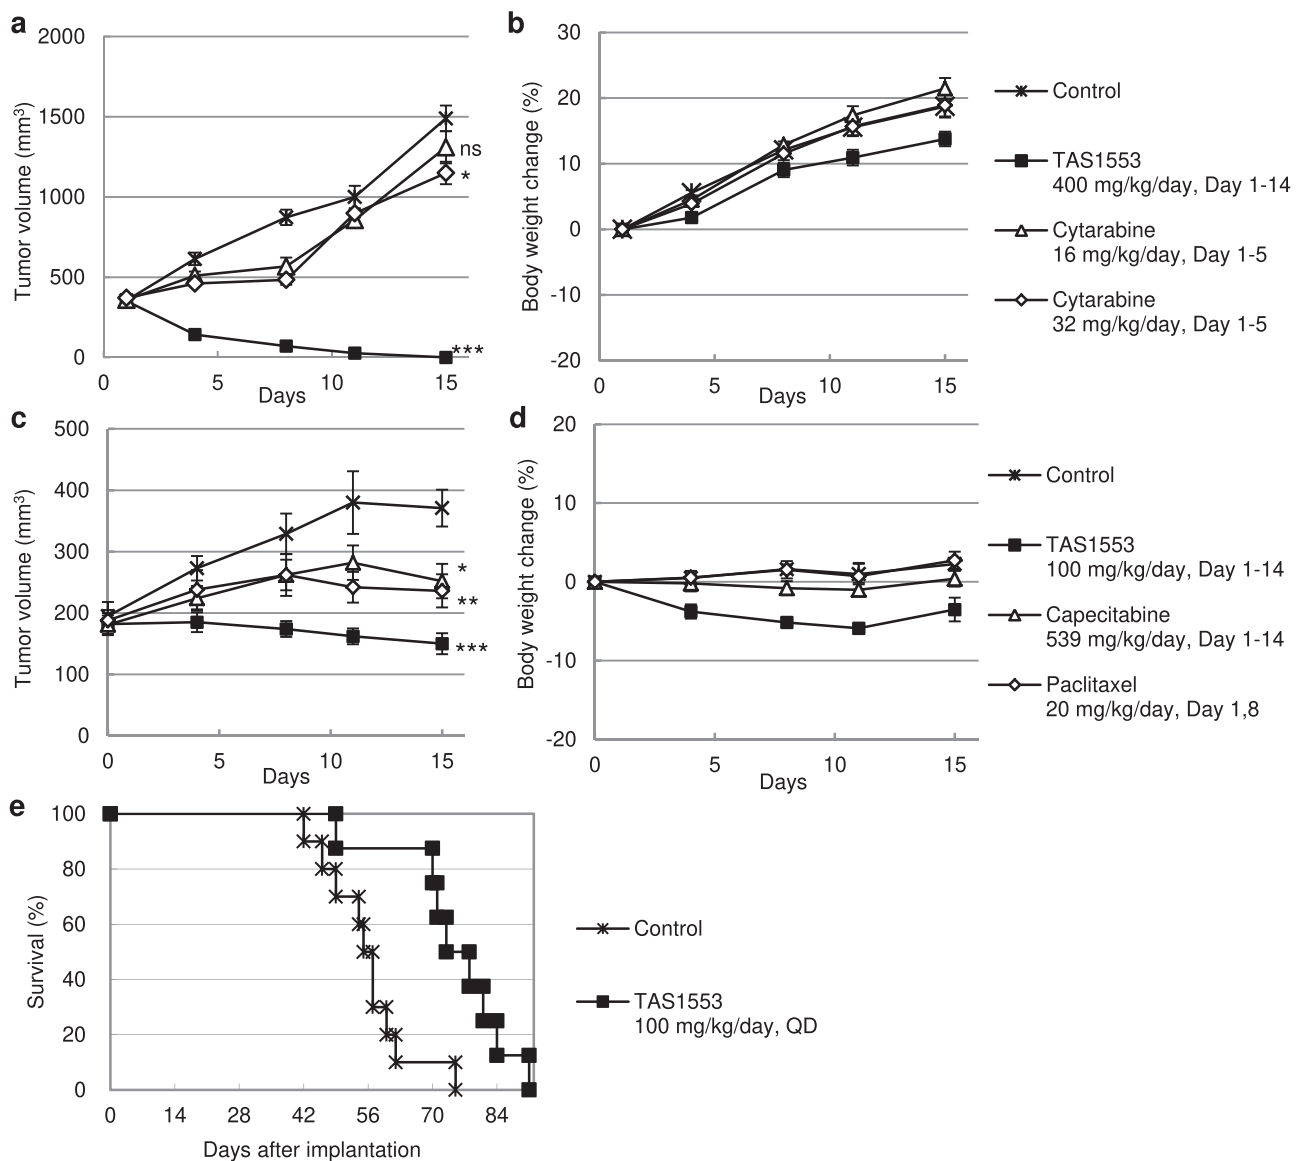 a
2000
1500
1000
500
0
Tumor volume (mm³)
0 5 10 15
Days
ns
*
***
b
30
20
10
0
-10
-20
Body weight change (%)
0 5 10 15
Days
Control
TAS1553
400 mg/kg/day, Day 1-14
Cytarabine
16 mg/kg/day, Day 1-5
Cytarabine
32 mg/kg/day, Day 1-5
c
500
400
300
200
100
0
Tumor volume (mm³)
0 5 10 15
Days
*
**
***
d
20
10
0
-10
-20
Body weight change (%)
0 5 10 15
Days
Control
TAS1553
100 mg/kg/day, Day 1-14
Capecitabine
539 mg/kg/day, Day 1-14
Paclitaxel
20 mg/kg/day, Day 1,8
e
100
80
60
40
20
0
Survival (%)
0 14 28 42 56 70 84
Days after implantation
Control
TAS1553
100 mg/kg/day, QD